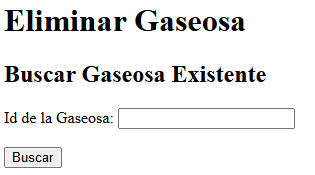 Eliminar Gaseosa
Buscar Gaseosa Existente
Id de la Gaseosa:
Buscar